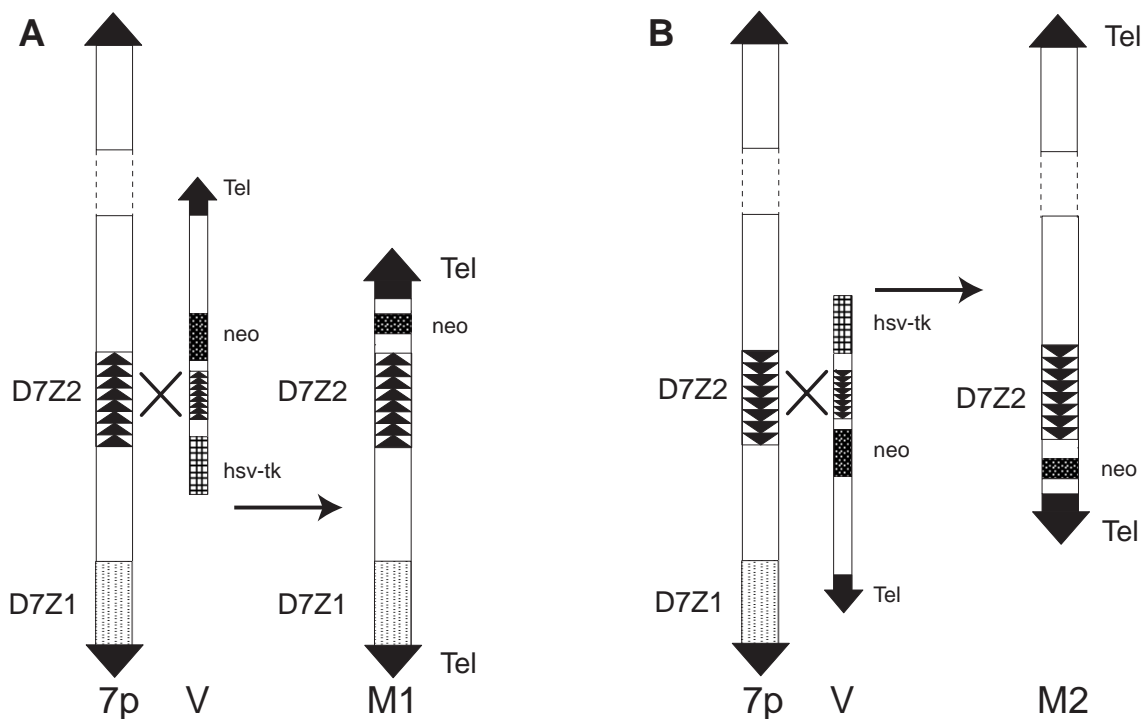 A
Tel
neo
D7Z2
hsv-tk
D7Z1
7p
V
Tel
neo
D7Z2
D7Z1
Tel
M1
B
D7Z2
hsv-tk
neo
D7Z1
Tel
7p
V
Tel
D7Z2
neo
Tel
M2